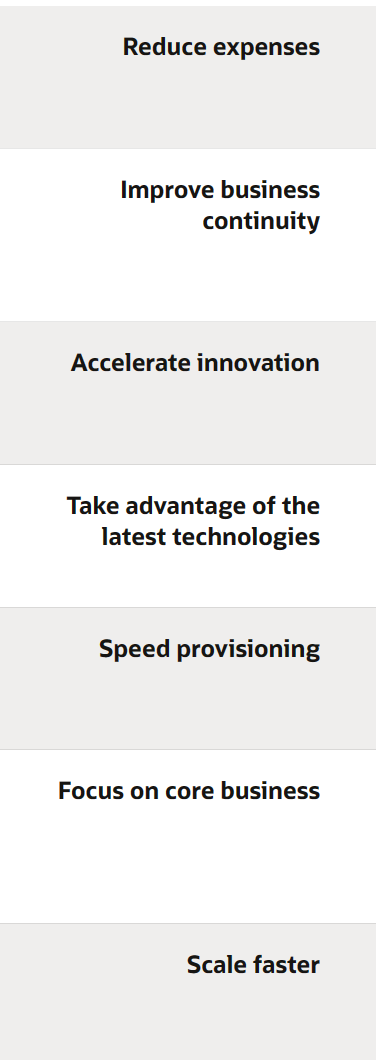 Reduce expenses
Improve business
continuity
Accelerate innovation
Take advantage of the
latest technologies
Speed provisioning
Focus on core business
Scale faster